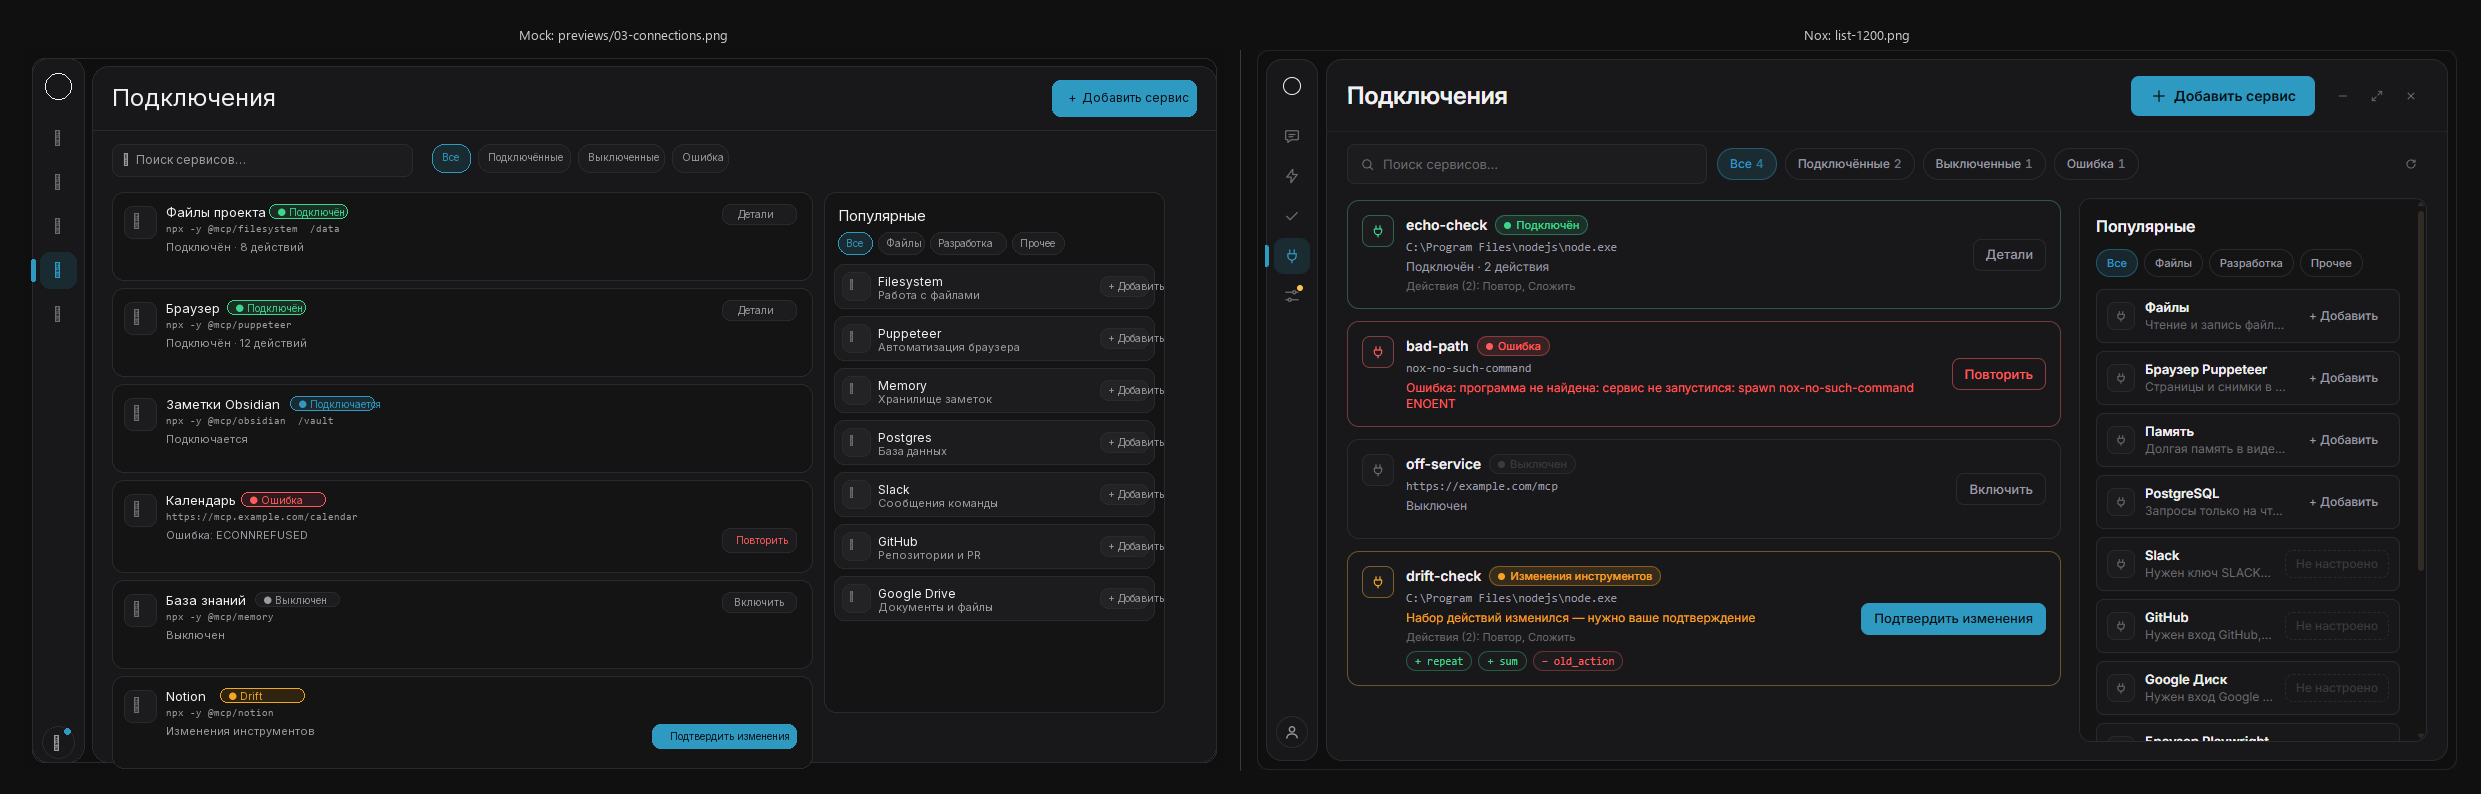 Mock: previews/03-connections.png
Подключения
+ Добавить сервис
Поиск сервисов...
Все
Подключённые
Выключенные
Ошибка
Файлы проекта
Подключён
npx -y @mcp/filesystem /data
Подключён · 8 действий
Детали
Браузер
Подключён
npx -y @mcp/puppeteer
Подключён · 12 действий
Детали
Заметки Obsidian
Подключается
npx -y @mcp/obsidian /vault
Подключается
Календарь
Ошибка
https://mcp.example.com/calendar
Ошибка: ECONNREFUSED
Повторить
База знаний
Выключен
npx -y @mcp/memory
Выключен
Включить
Notion
Drift
npx -y @mcp/notion
Изменения инструментов
Подтвердить изменения
Популярные
Все
Файлы
Разработка
Прочее
Filesystem
Работа с файлами
+ Добавить
Puppeteer
Автоматизация браузера
+ Добавить
Memory
Хранилище заметок
+ Добавить
Postgres
База данных
+ Добавить
Slack
Сообщения команды
+ Добавить
GitHub
Репозитории и PR
+ Добавить
Google Drive
Документы и файлы
+ Добавить
Nox: list-1200.png
Подключения
+ Добавить сервис
Поиск сервисов...
Все 4
Подключённые 2
Выключенные 1
Ошибка 1
echo-check
Подключён
C:\Program Files\nodejs\node.exe
Подключён · 2 действия
Действия (2): Повтор, Сложить
Детали
bad-path
Ошибка
nox-no-such-command
Ошибка: программа не найдена: сервис не запустился: spawn nox-no-such-command
ENOENT
Повторить
off-service
Выключен
https://example.com/mcp
Выключен
Включить
drift-check
Изменения инструментов
C:\Program Files\nodejs\node.exe
Набор действий изменился — нужно ваше подтверждение
Действия (2): Повтор, Сложить
+ repeat
+ sum
− old_action
Подтвердить изменения
Популярные
Все
Файлы
Разработка
Прочее
Файлы
Чтение и запись файл...
+ Добавить
Браузер Puppeteer
Страницы и снимки в ...
+ Добавить
Память
Долгая память в виде...
+ Добавить
PostgreSQL
Запросы только на чт...
+ Добавить
Slack
Нужен ключ SLACK...
Не настроено
GitHub
Нужен вход GitHub,...
Не настроено
Google Диск
Нужен вход Google ...
Не настроено
Браузер Playwright